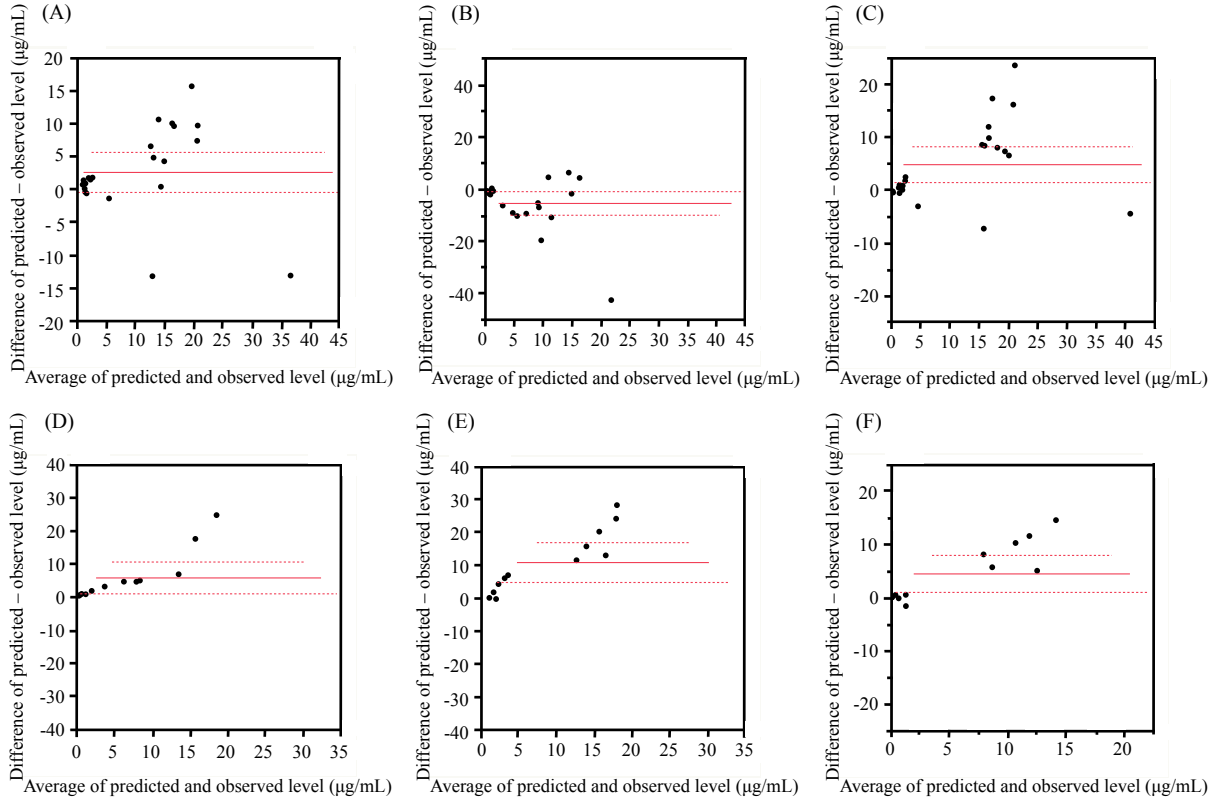 (A)
Difference of predicted – observed level (μg/mL)
20
15
10
5
0
- 5
-10
-15
-20
0 5 10 15 20 25 30 35 40 45
Average of predicted and observed level (μg/mL)
(B)
Difference of predicted – observed level (μg/mL)
40
20
0
-20
-40
0 5 10 15 20 25 30 35 40 45
Average of predicted and observed level (μg/mL)
(C)
Difference of predicted – observed level (μg/mL)
20
10
0
-10
-20
0 5 10 15 20 25 30 35 40 45
Average of predicted and observed level (μg/mL)
(D)
Difference of predicted – observed level (μg/mL)
40
30
20
10
0
-10
-20
-30
-40
0 5 10 15 20 25 30 35
Average of predicted and observed level (μg/mL)
(E)
Difference of predicted – observed level (μg/mL)
40
30
20
10
0
-10
-20
-30
-40
0 5 10 15 20 25 30 35
Average of predicted and observed level (μg/mL)
(F)
Difference of predicted – observed level (μg/mL)
20
10
0
-10
-20
0 5 10 15 20
Average of predicted and observed level (μg/mL)